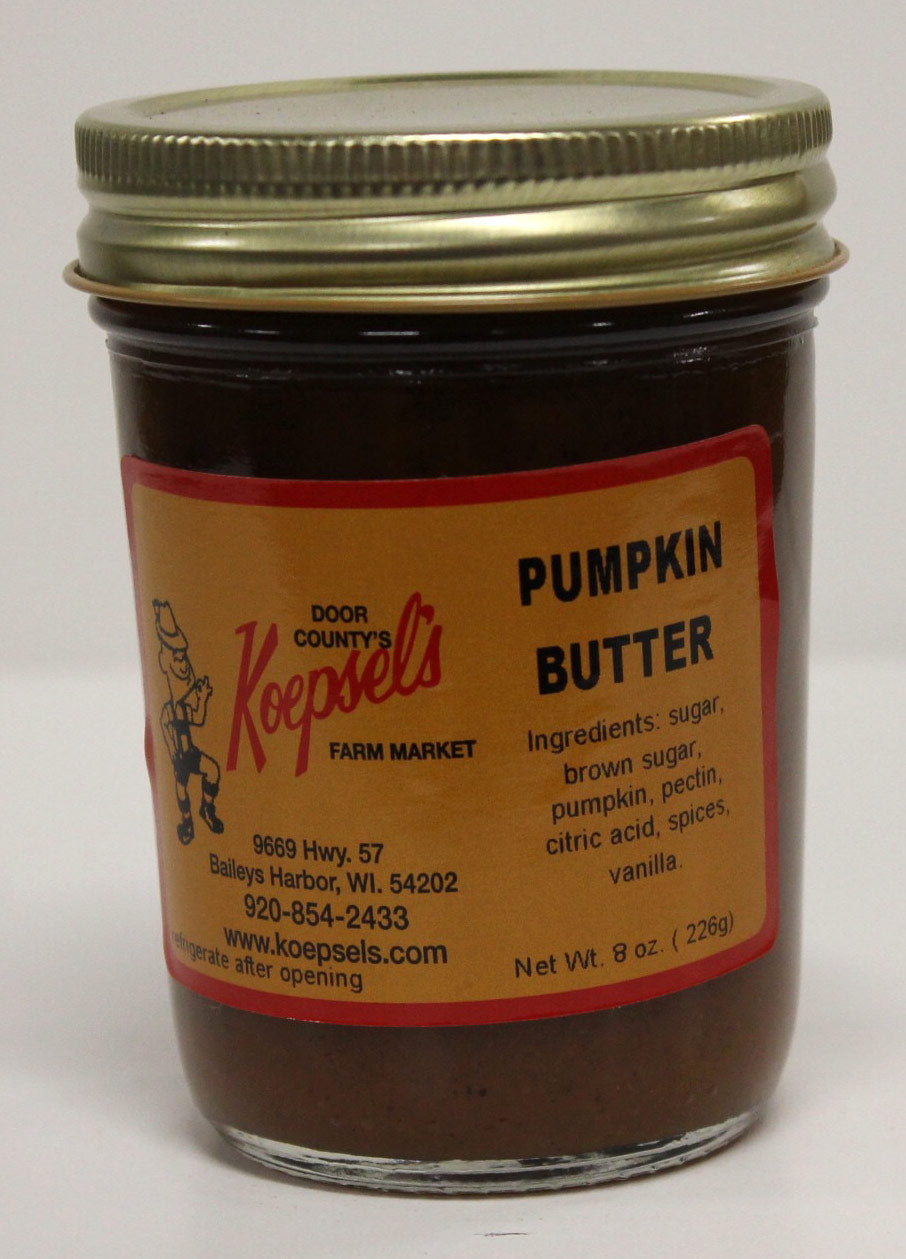 DOOR
COUNTY'S
Koepsel's
FARM MARKET
9669 Hwy. 57
Baileys Harbor, WI. 54202
920-854-2433
www.koepsels.com
refrigerate after opening
PUMPKIN
BUTTER
Ingredients: sugar,
brown sugar,
pumpkin, pectin,
citric acid, spices,
vanilla.
Net Wt. 8 oz. ( 226g)